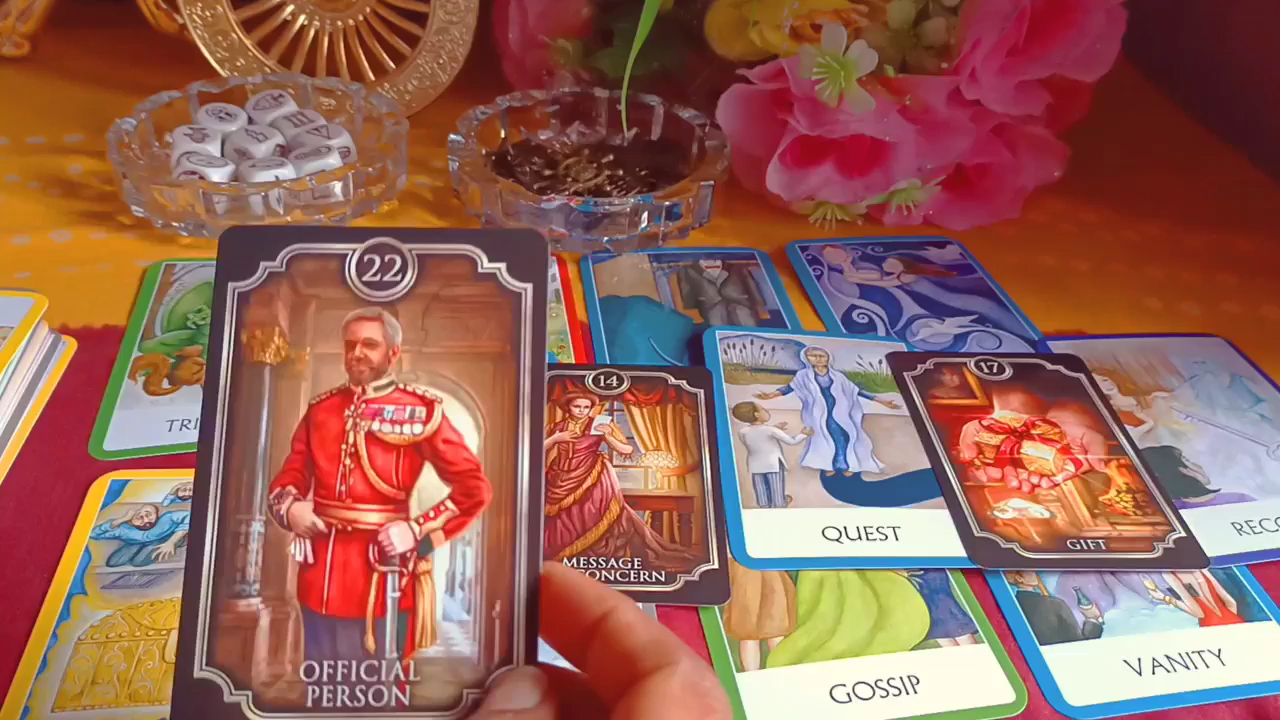 22
OFFICIAL
PERSON
14
MESSAGE
CONCERN
QUEST
17
GIFT
GOSSIP
VANITY